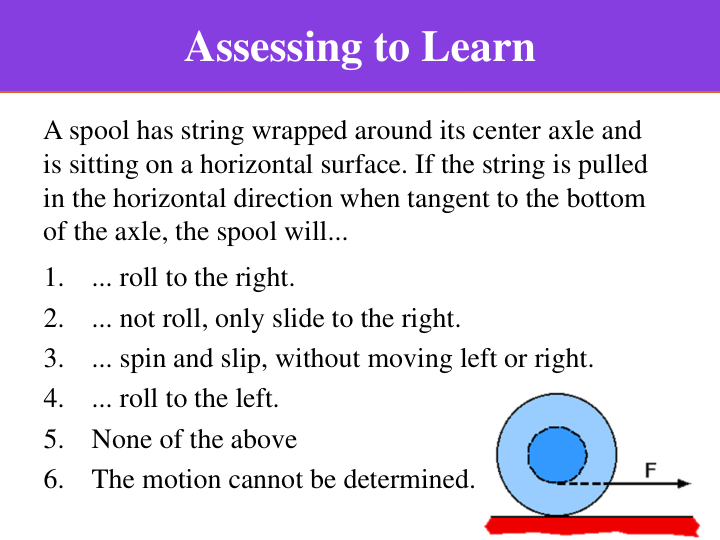 Assessing to Learn
A spool has string wrapped around its center axle and
is sitting on a horizontal surface. If the string is pulled
in the horizontal direction when tangent to the bottom
of the axle, the spool will...
1. ... roll to the right.
2. ... not roll, only slide to the right.
3. ... spin and slip, without moving left or right.
4. ... roll to the left.
5. None of the above
6. The motion cannot be determined.
F